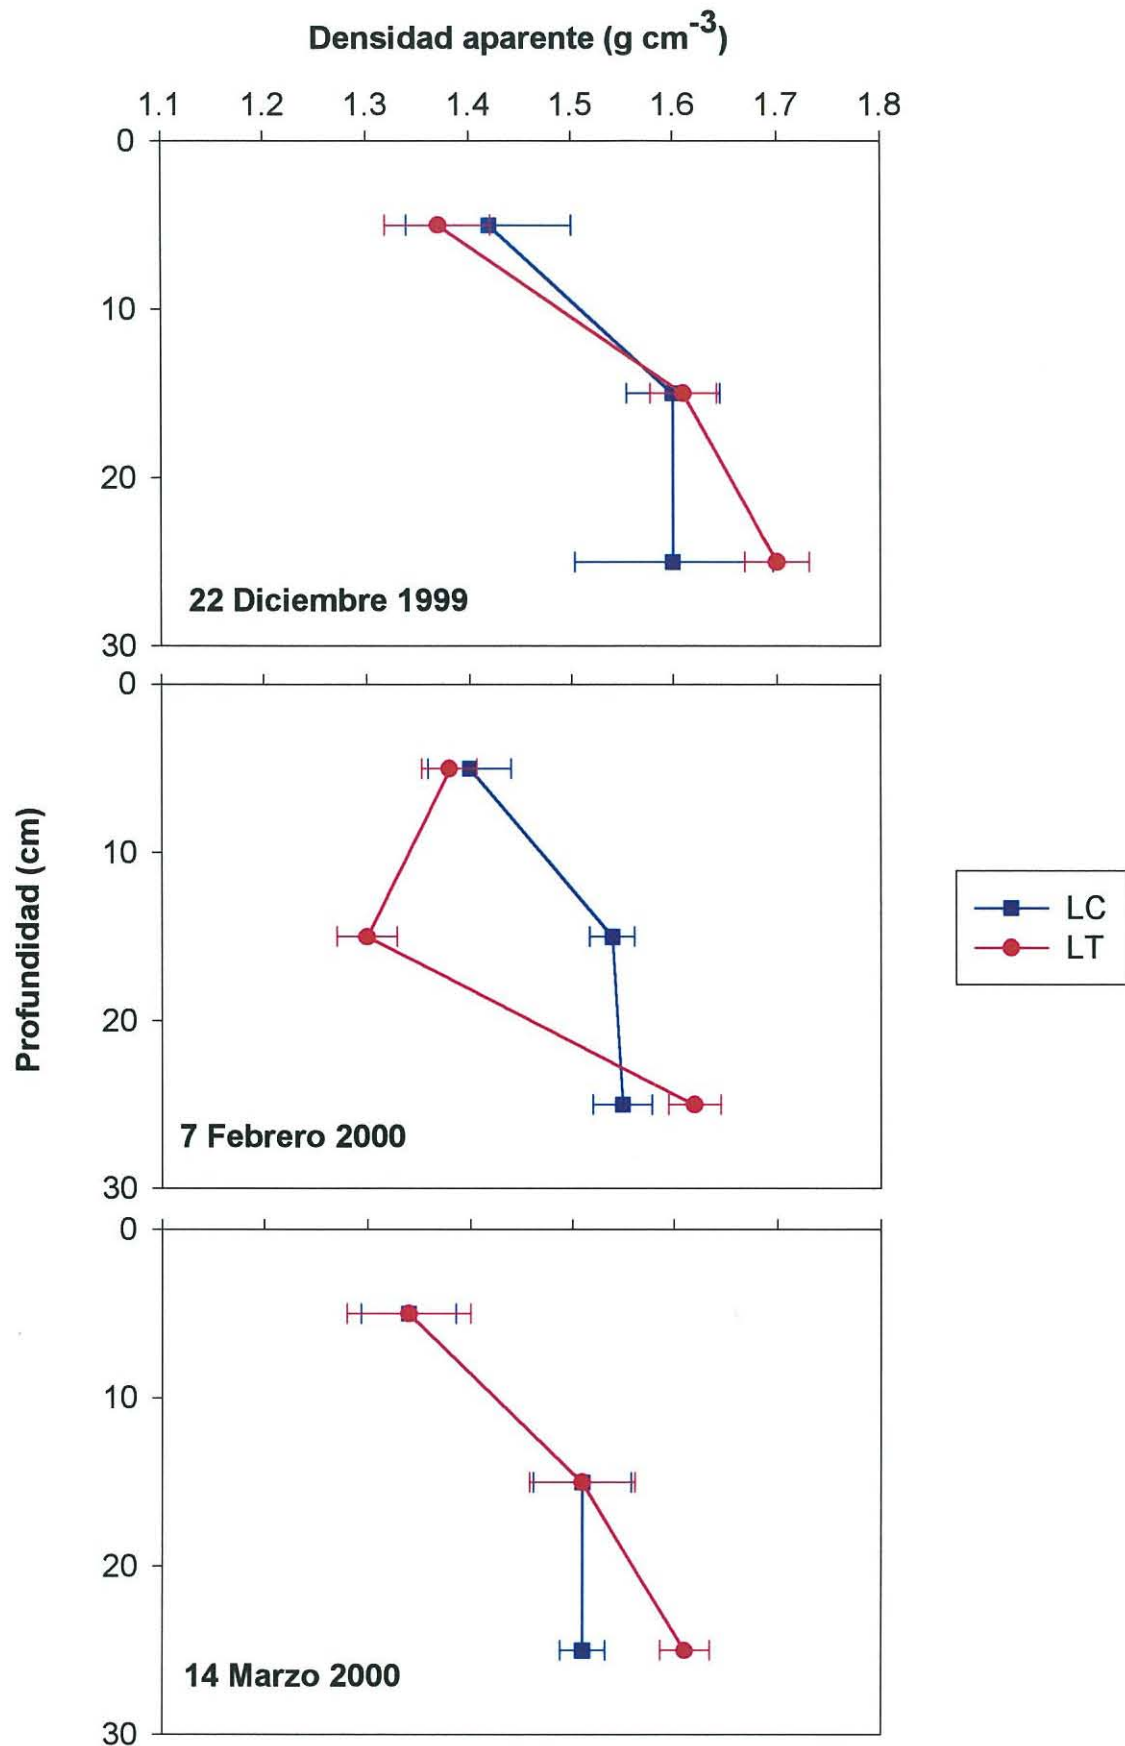 Densidad aparente (g cm-3)
1.1 1.2 1.3 1.4 1.5 1.6 1.7 1.8
0
10
20
30
22 Diciembre 1999
0
10
20
30
7 Febrero 2000
Profundidad (cm)
LC
LT
0
10
20
30
14 Marzo 2000